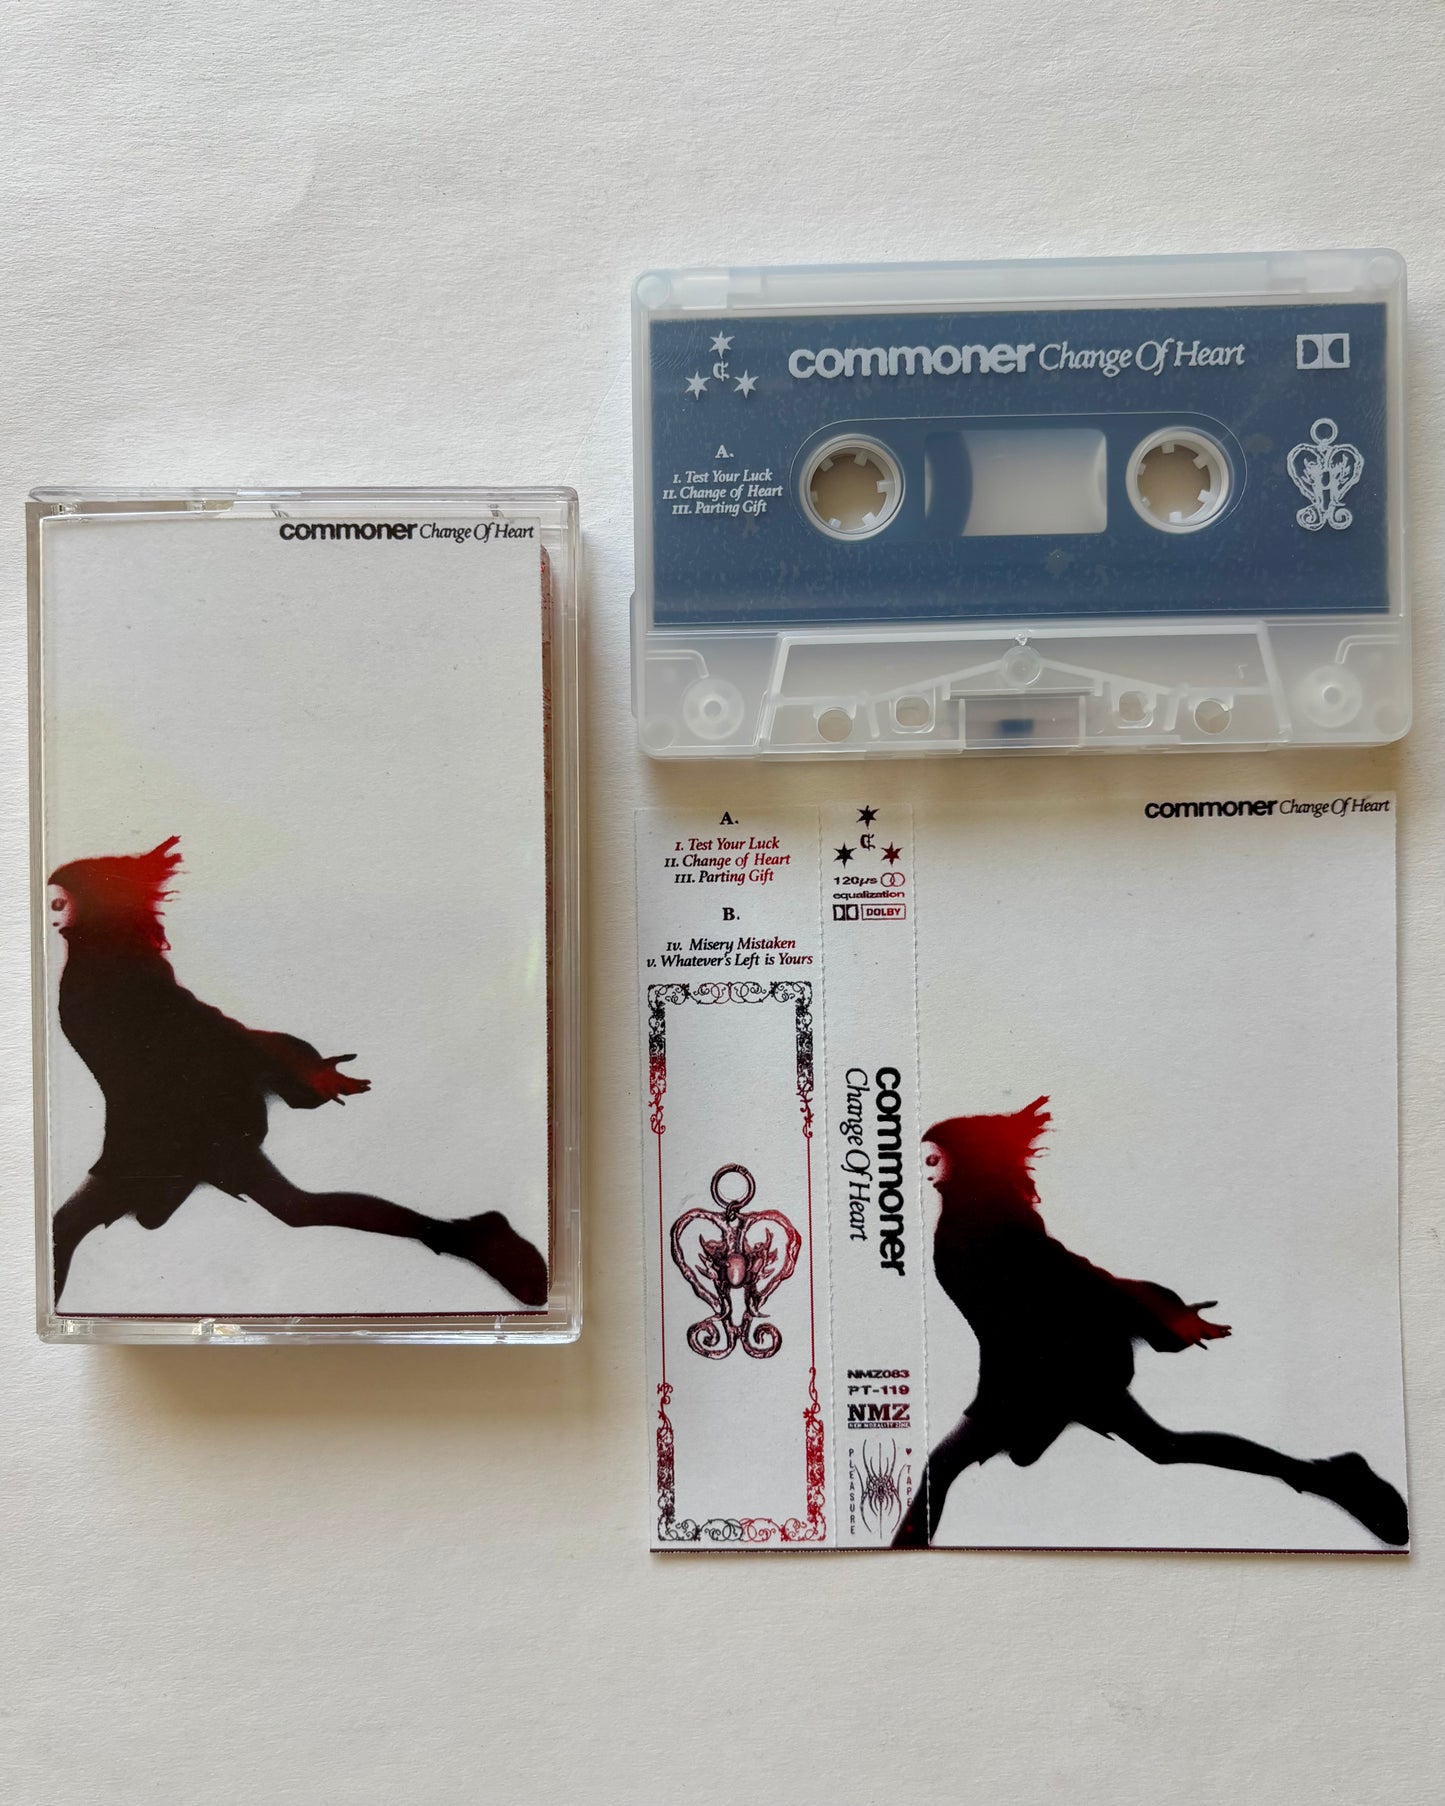 commoner Change Of Heart
₵
commoner Change Of Heart
A.
I. Test Your Luck
II. Change of Heart
III. Parting Gift
A.
I. Test Your Luck
II. Change of Heart
III. Parting Gift
B.
IV. Misery Mistaken
V. Whatever's Left is Yours
₵
120µs
equalization
DOLBY
commoner
Change Of Heart
NMZ083
PT-119
NMZ
NEW MORALITY ZINE
PLEASURE
♥ TAPE
commoner Change Of Heart